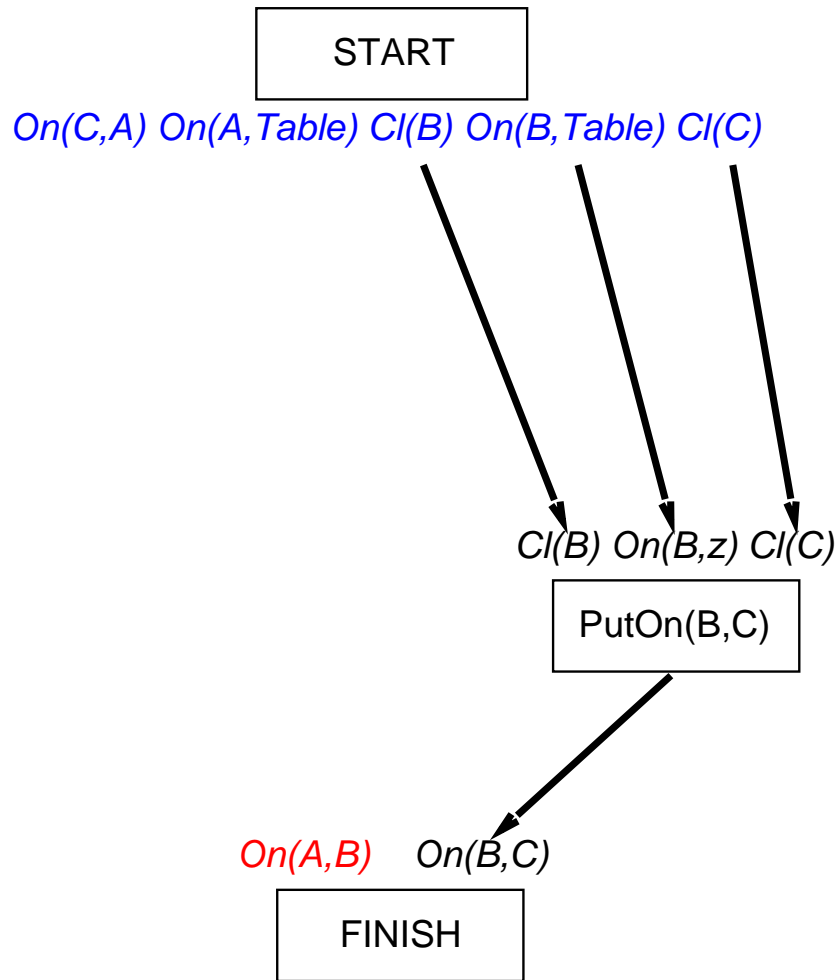 START
On(C,A) On(A,Table) Cl(B) On(B,Table) Cl(C)
Cl(B) On(B,z) Cl(C)
PutOn(B,C)
On(A,B) On(B,C)
FINISH